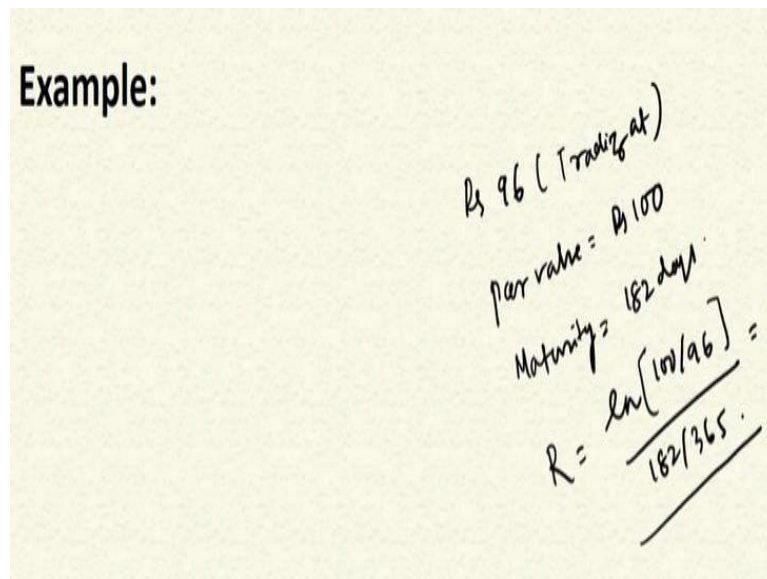 Example:
Rs 96 (Trading at)
par value = Rs 100
Maturity = 182 days.
R = ln[100/96] =
182/365.